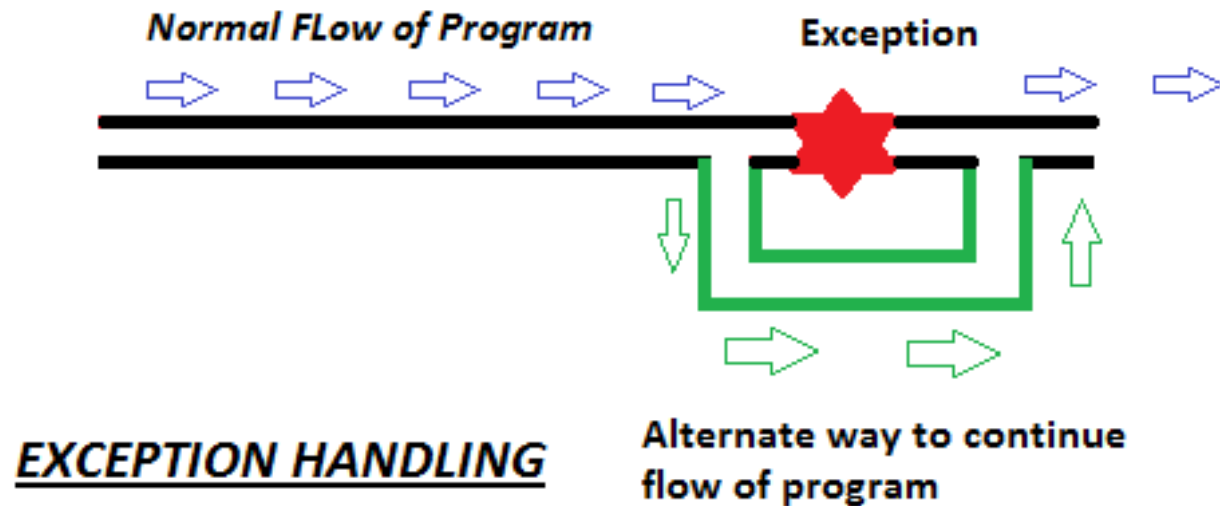 Normal FLow of Program
Exception
EXCEPTION HANDLING
Alternate way to continue
flow of program